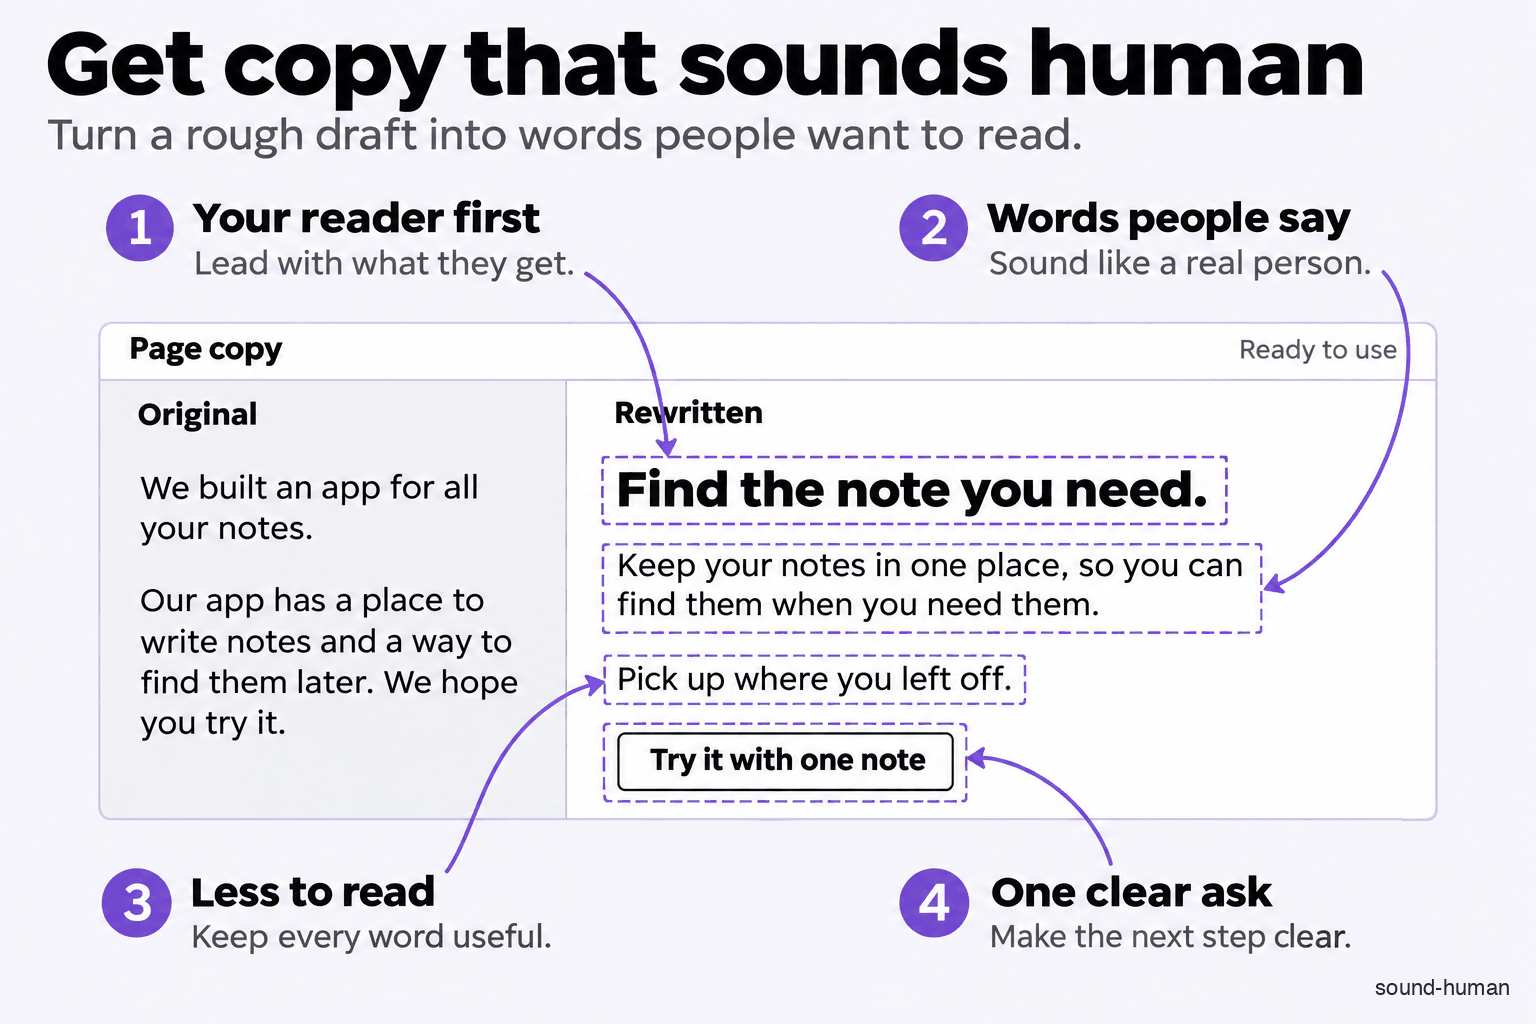 Get copy that sounds human
Turn a rough draft into words people want to read.
1 Your reader first
Lead with what they get.
2 Words people say
Sound like a real person.
Page copy
Ready to use
Original
We built an app for all
your notes.
Our app has a place to
write notes and a way to
find them later. We hope
you try it.
Rewritten
Find the note you need.
Keep your notes in one place, so you can
find them when you need them.
Pick up where you left off.
Try it with one note
3 Less to read
Keep every word useful.
4 One clear ask
Make the next step clear.
sound-human